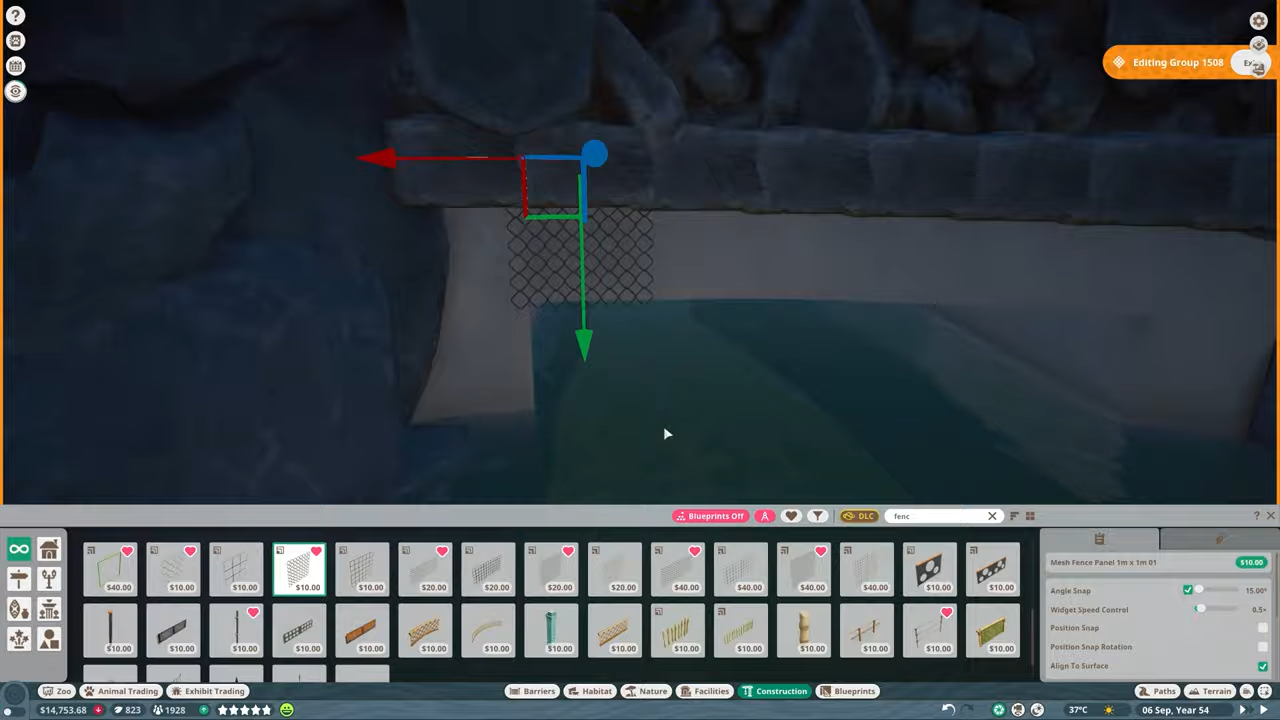 Editing Group 1508
Blueprints Off
DLC
fenc
$40.00 $10.00 $10.00 $10.00 $10.00 $20.00 $10.00 $20.00 $20.00 $40.00 $10.00 $40.00 $40.00 $10.00 $10.00
$10.00 $10.00 $10.00 $10.00 $10.00 $10.00 $10.00 $10.00 $10.00 $10.00 $10.00 $10.00 $10.00 $10.00 $10.00
Mesh Fence Panel 1m x 1m 01 $10.00
Angle Snap 15.00°
Widget Speed Control 0.5×
Position Snap
Position Snap Rotation
Align To Surface
Zoo Animal Trading Exhibit Trading Barriers Habitat Nature Facilities Construction Blueprints Paths Terrain
$14,753.68 823 1928 37°C 06 Sep, Year 54